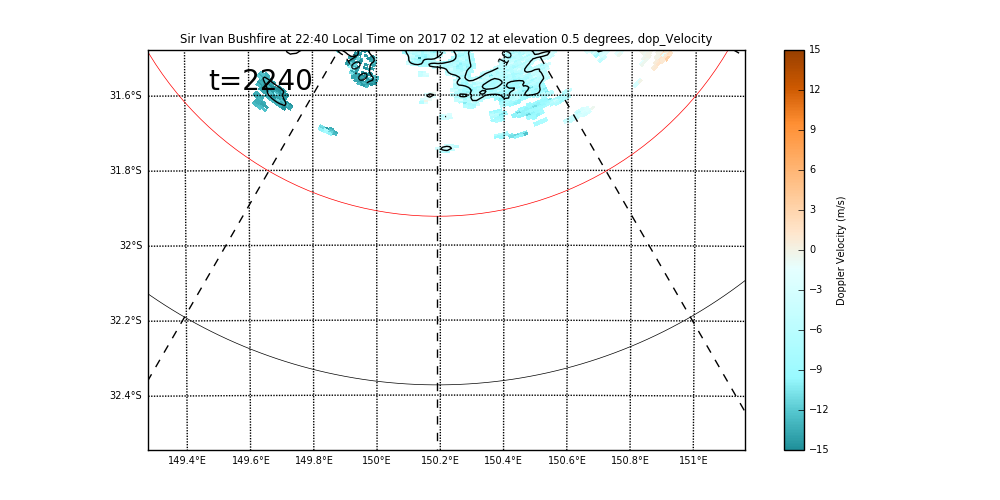 Sir Ivan Bushfire at 22:40 Local Time on 2017 02 12 at elevation 0.5 degrees, dop_Velocity
t=2240
10
31.6°S
31.8°S
32°S
32.2°S
32.4°S
149.4°E 149.6°E 149.8°E 150°E 150.2°E 150.4°E 150.6°E 150.8°E 151°E
15
12
9
6
3
0
−3
−6
−9
−12
−15
Doppler Velocity (m/s)